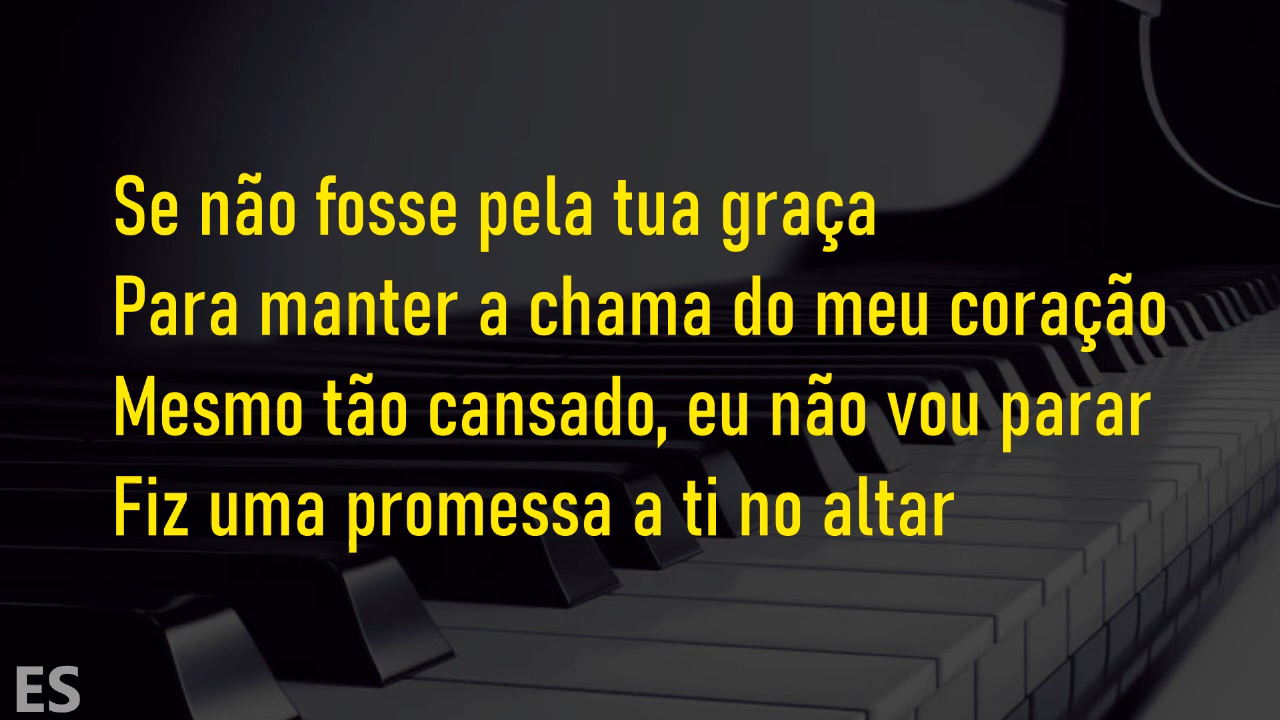 Se não fosse pela tua graça
Para manter a chama do meu coração
Mesmo tão cansado, eu não vou parar
Fiz uma promessa a ti no altar
ES